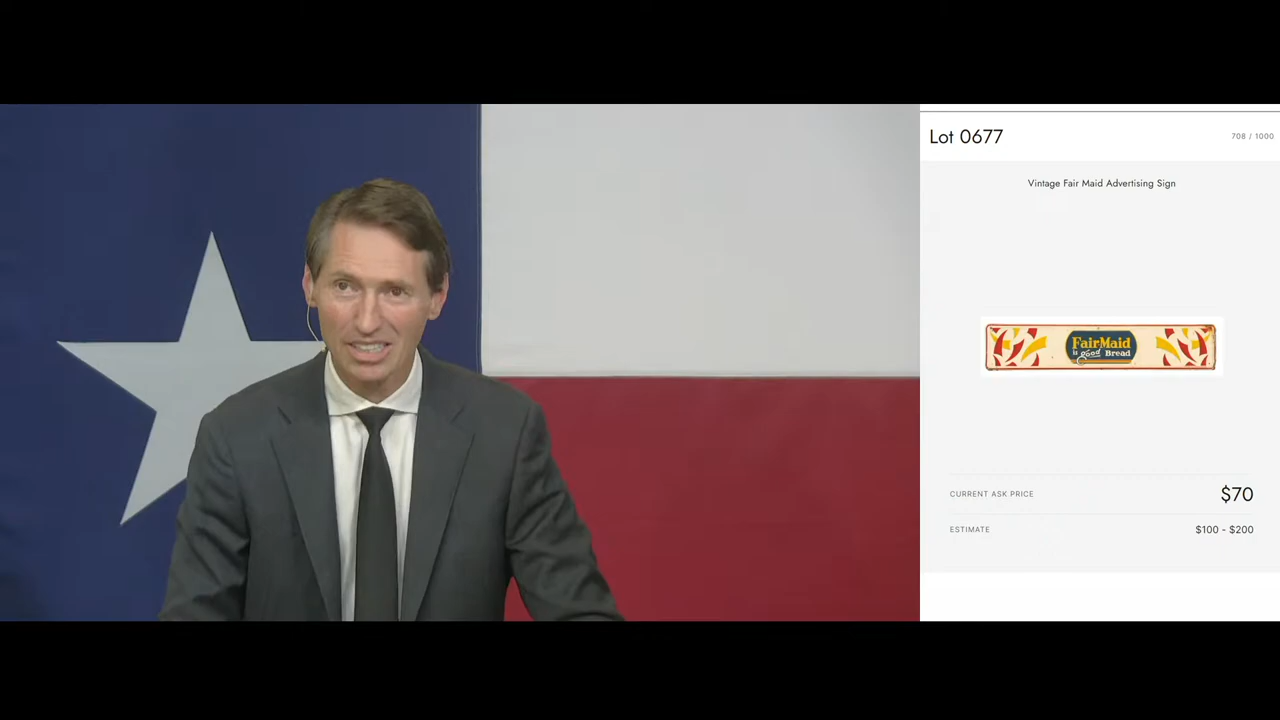 Lot 0677
708 / 1000
Vintage Fair Maid Advertising Sign
FairMaid
is good Bread
CURRENT ASK PRICE
$70
ESTIMATE
$100 - $200